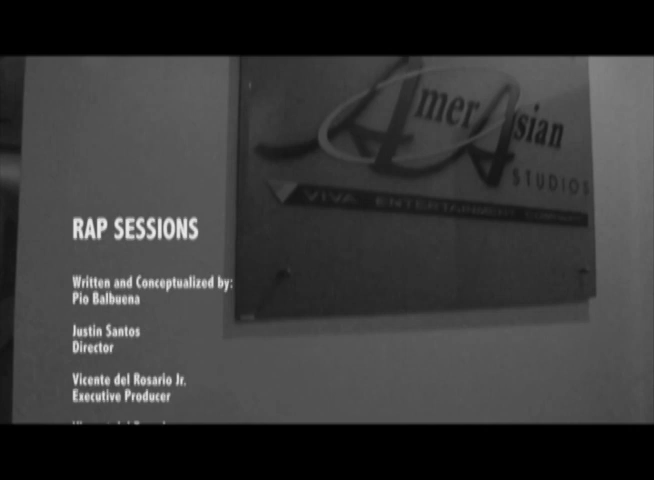 AmerAsian
STUDIOS
VIVA ENTERTAINMENT COMPANY
RAP SESSIONS
Written and Conceptualized by:
Pio Balbuena
Justin Santos
Director
Vicente del Rosario Jr.
Executive Producer